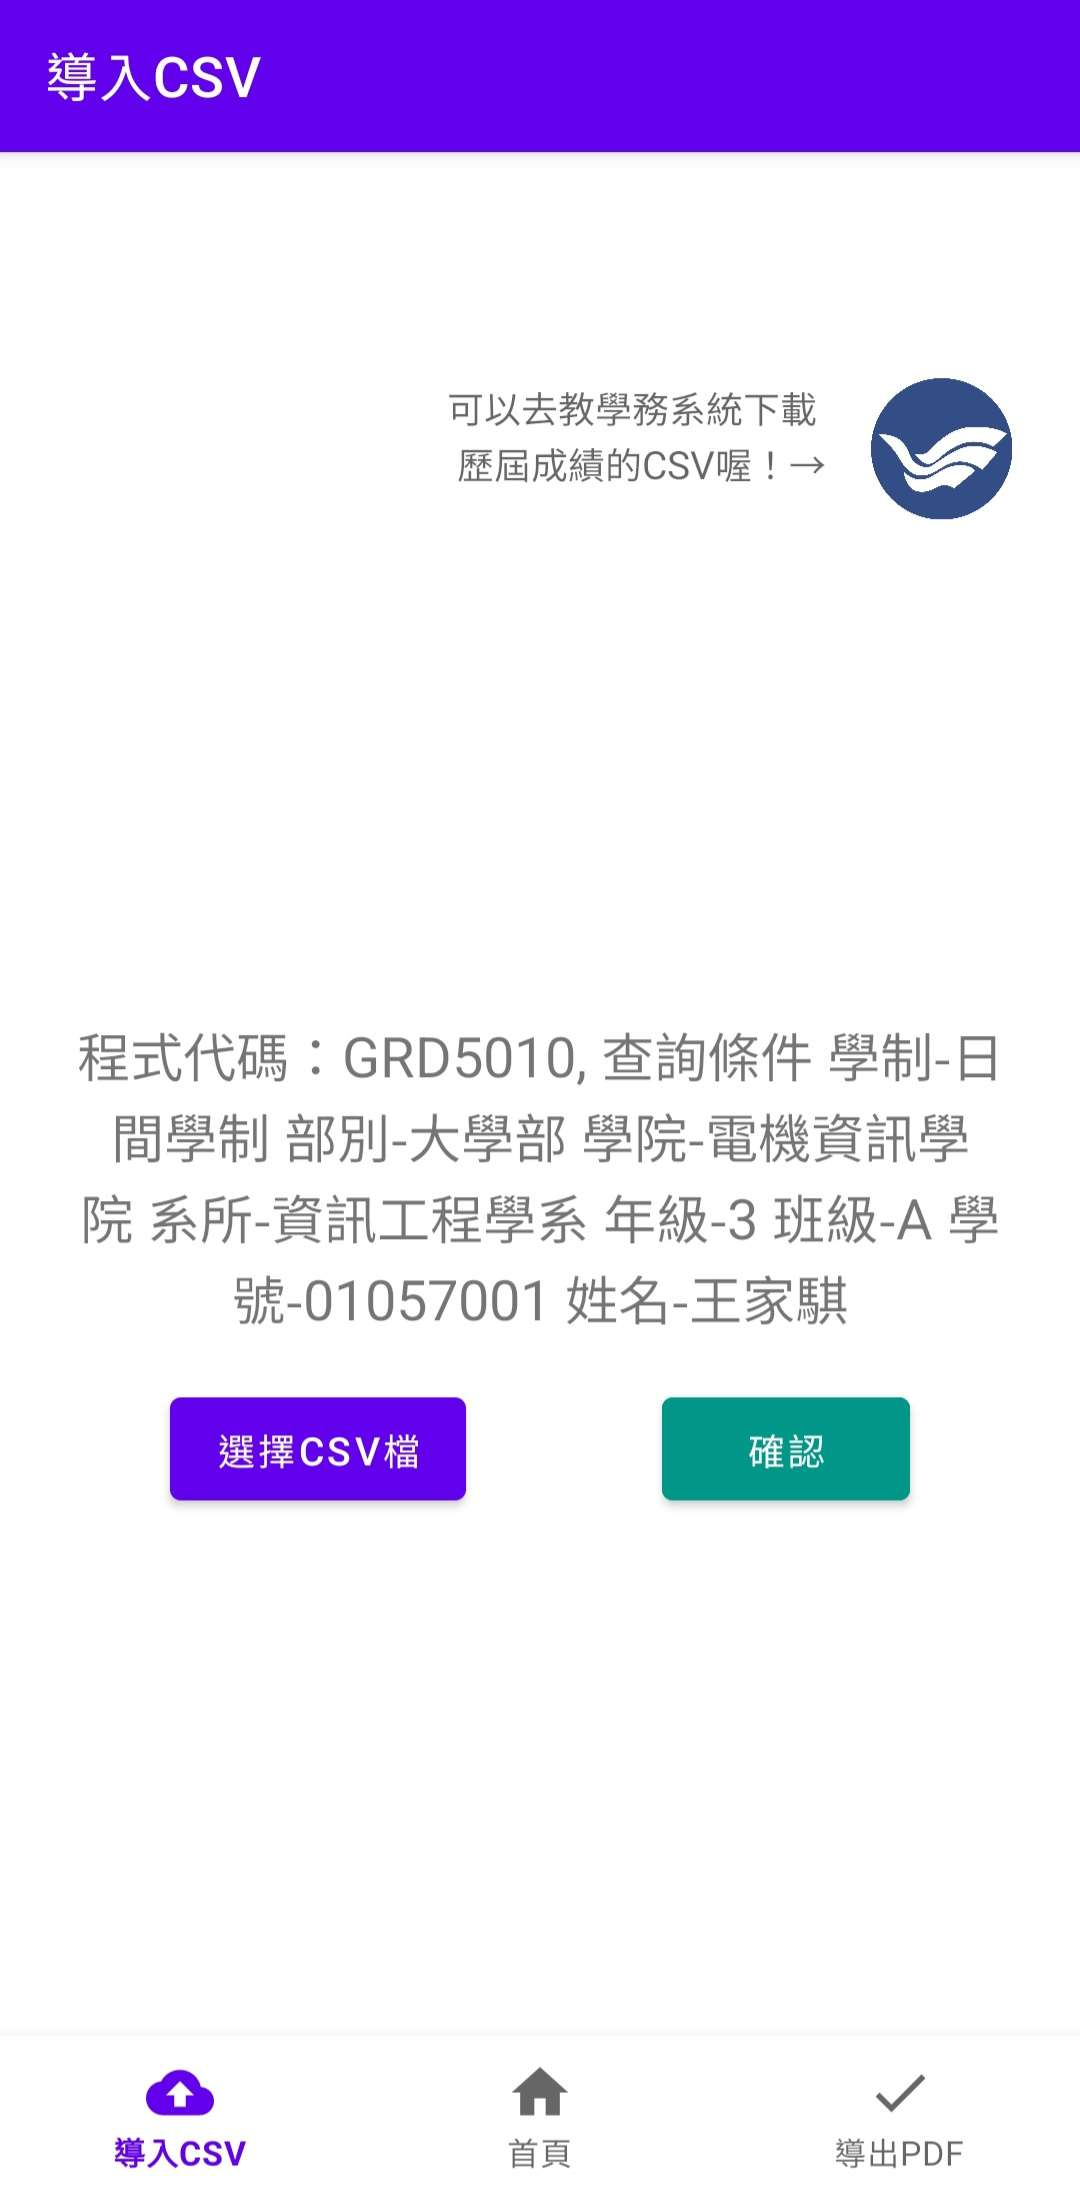 導入CSV
可以去教學務系統下載
歷屆成績的CSV喔！→
程式代碼：GRD5010, 查詢條件 學制-日
間學制 部別-大學部 學院-電機資訊學
院 系所-資訊工程學系 年級-3 班級-A 學
號-01057001 姓名-王家騏
選擇CSV檔
確認
導入CSV
首頁
導出PDF